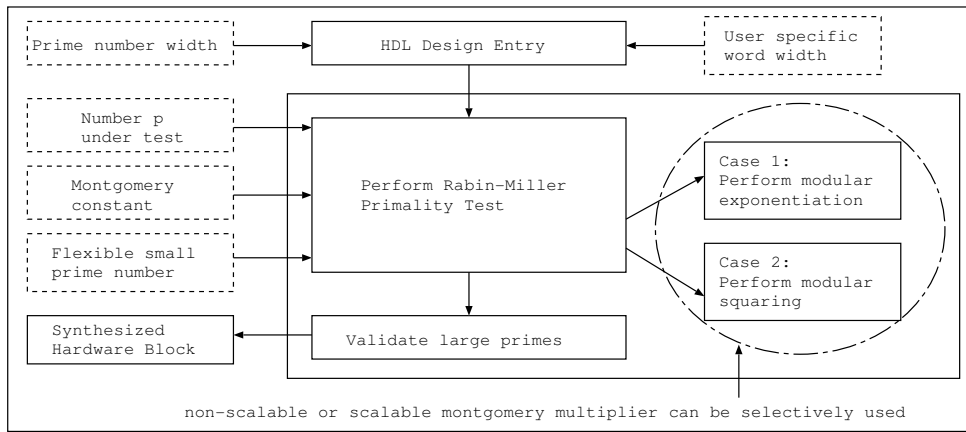 Prime number width
HDL Design Entry
User specific
word width
Number p
under test
Montgomery
constant
Flexible small
prime number
Perform Rabin-Miller
Primality Test
Case 1:
Perform modular
exponentiation
Case 2:
Perform modular
squaring
Synthesized
Hardware Block
Validate large primes
non-scalable or scalable montgomery multiplier can be selectively used